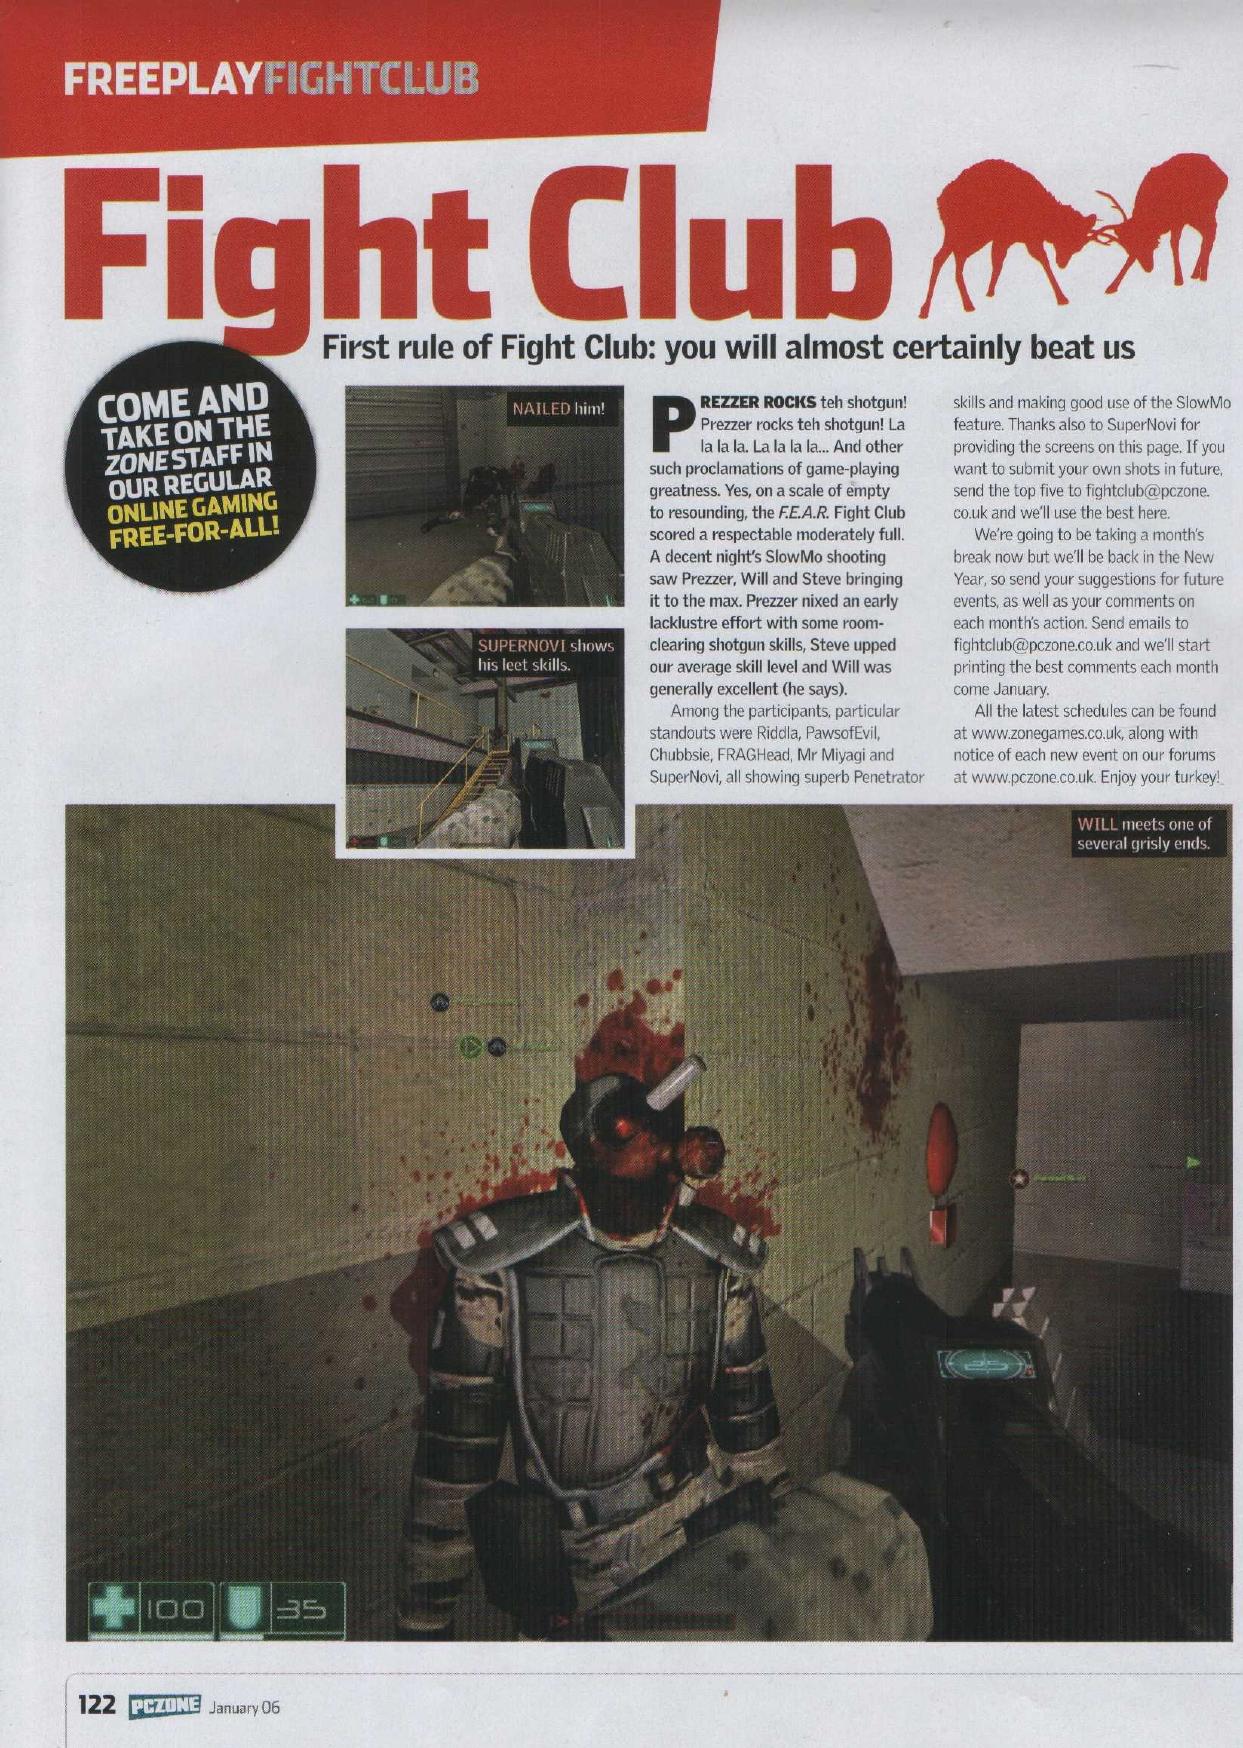 FREEPLAYFIGHTCLUB
Fight Club
First rule of Fight Club: you will almost certainly beat us
COME AND
TAKE ON THE
ZONE STAFF IN
OUR REGULAR
ONLINE GAMING
FREE-FOR-ALL!
NAILED him!
SUPERNOVI shows
his leet skills.
PREZZER ROCKS teh shotgun!
Prezzer rocks teh shotgun! La
la la la. La la la la... And other
such proclamations of game-playing
greatness. Yes, on a scale of empty
to resounding, the F.E.A.R. Fight Club
scored a respectable moderately full.
A decent night's SlowMo shooting
saw Prezzer, Will and Steve bringing
it to the max. Prezzer nixed an early
lacklustre effort with some room-
clearing shotgun skills, Steve upped
our average skill level and Will was
generally excellent (he says).
Among the participants, particular
standouts were Riddla, PawsofEvil,
Chubbsie, FRAGHead, Mr Miyagi and
SuperNovi, all showing superb Penetrator
skills and making good use of the SlowMo
feature. Thanks also to SuperNovi for
providing the screens on this page. If you
want to submit your own shots in future,
send the top five to fightclub@pczone.
co.uk and we'll use the best here.
We're going to be taking a month's
break now but we'll be back in the New
Year, so send your suggestions for future
events, as well as your comments on
each month's action. Send emails to
fightclub@pczone.co.uk and we'll start
printing the best comments each month
come January.
All the latest schedules can be found
at www.zonegames.co.uk, along with
notice of each new event on our forums
at www.pczone.co.uk. Enjoy your turkey!
WILL meets one of
several grisly ends.
25
100 35
122 PCZONE January 06